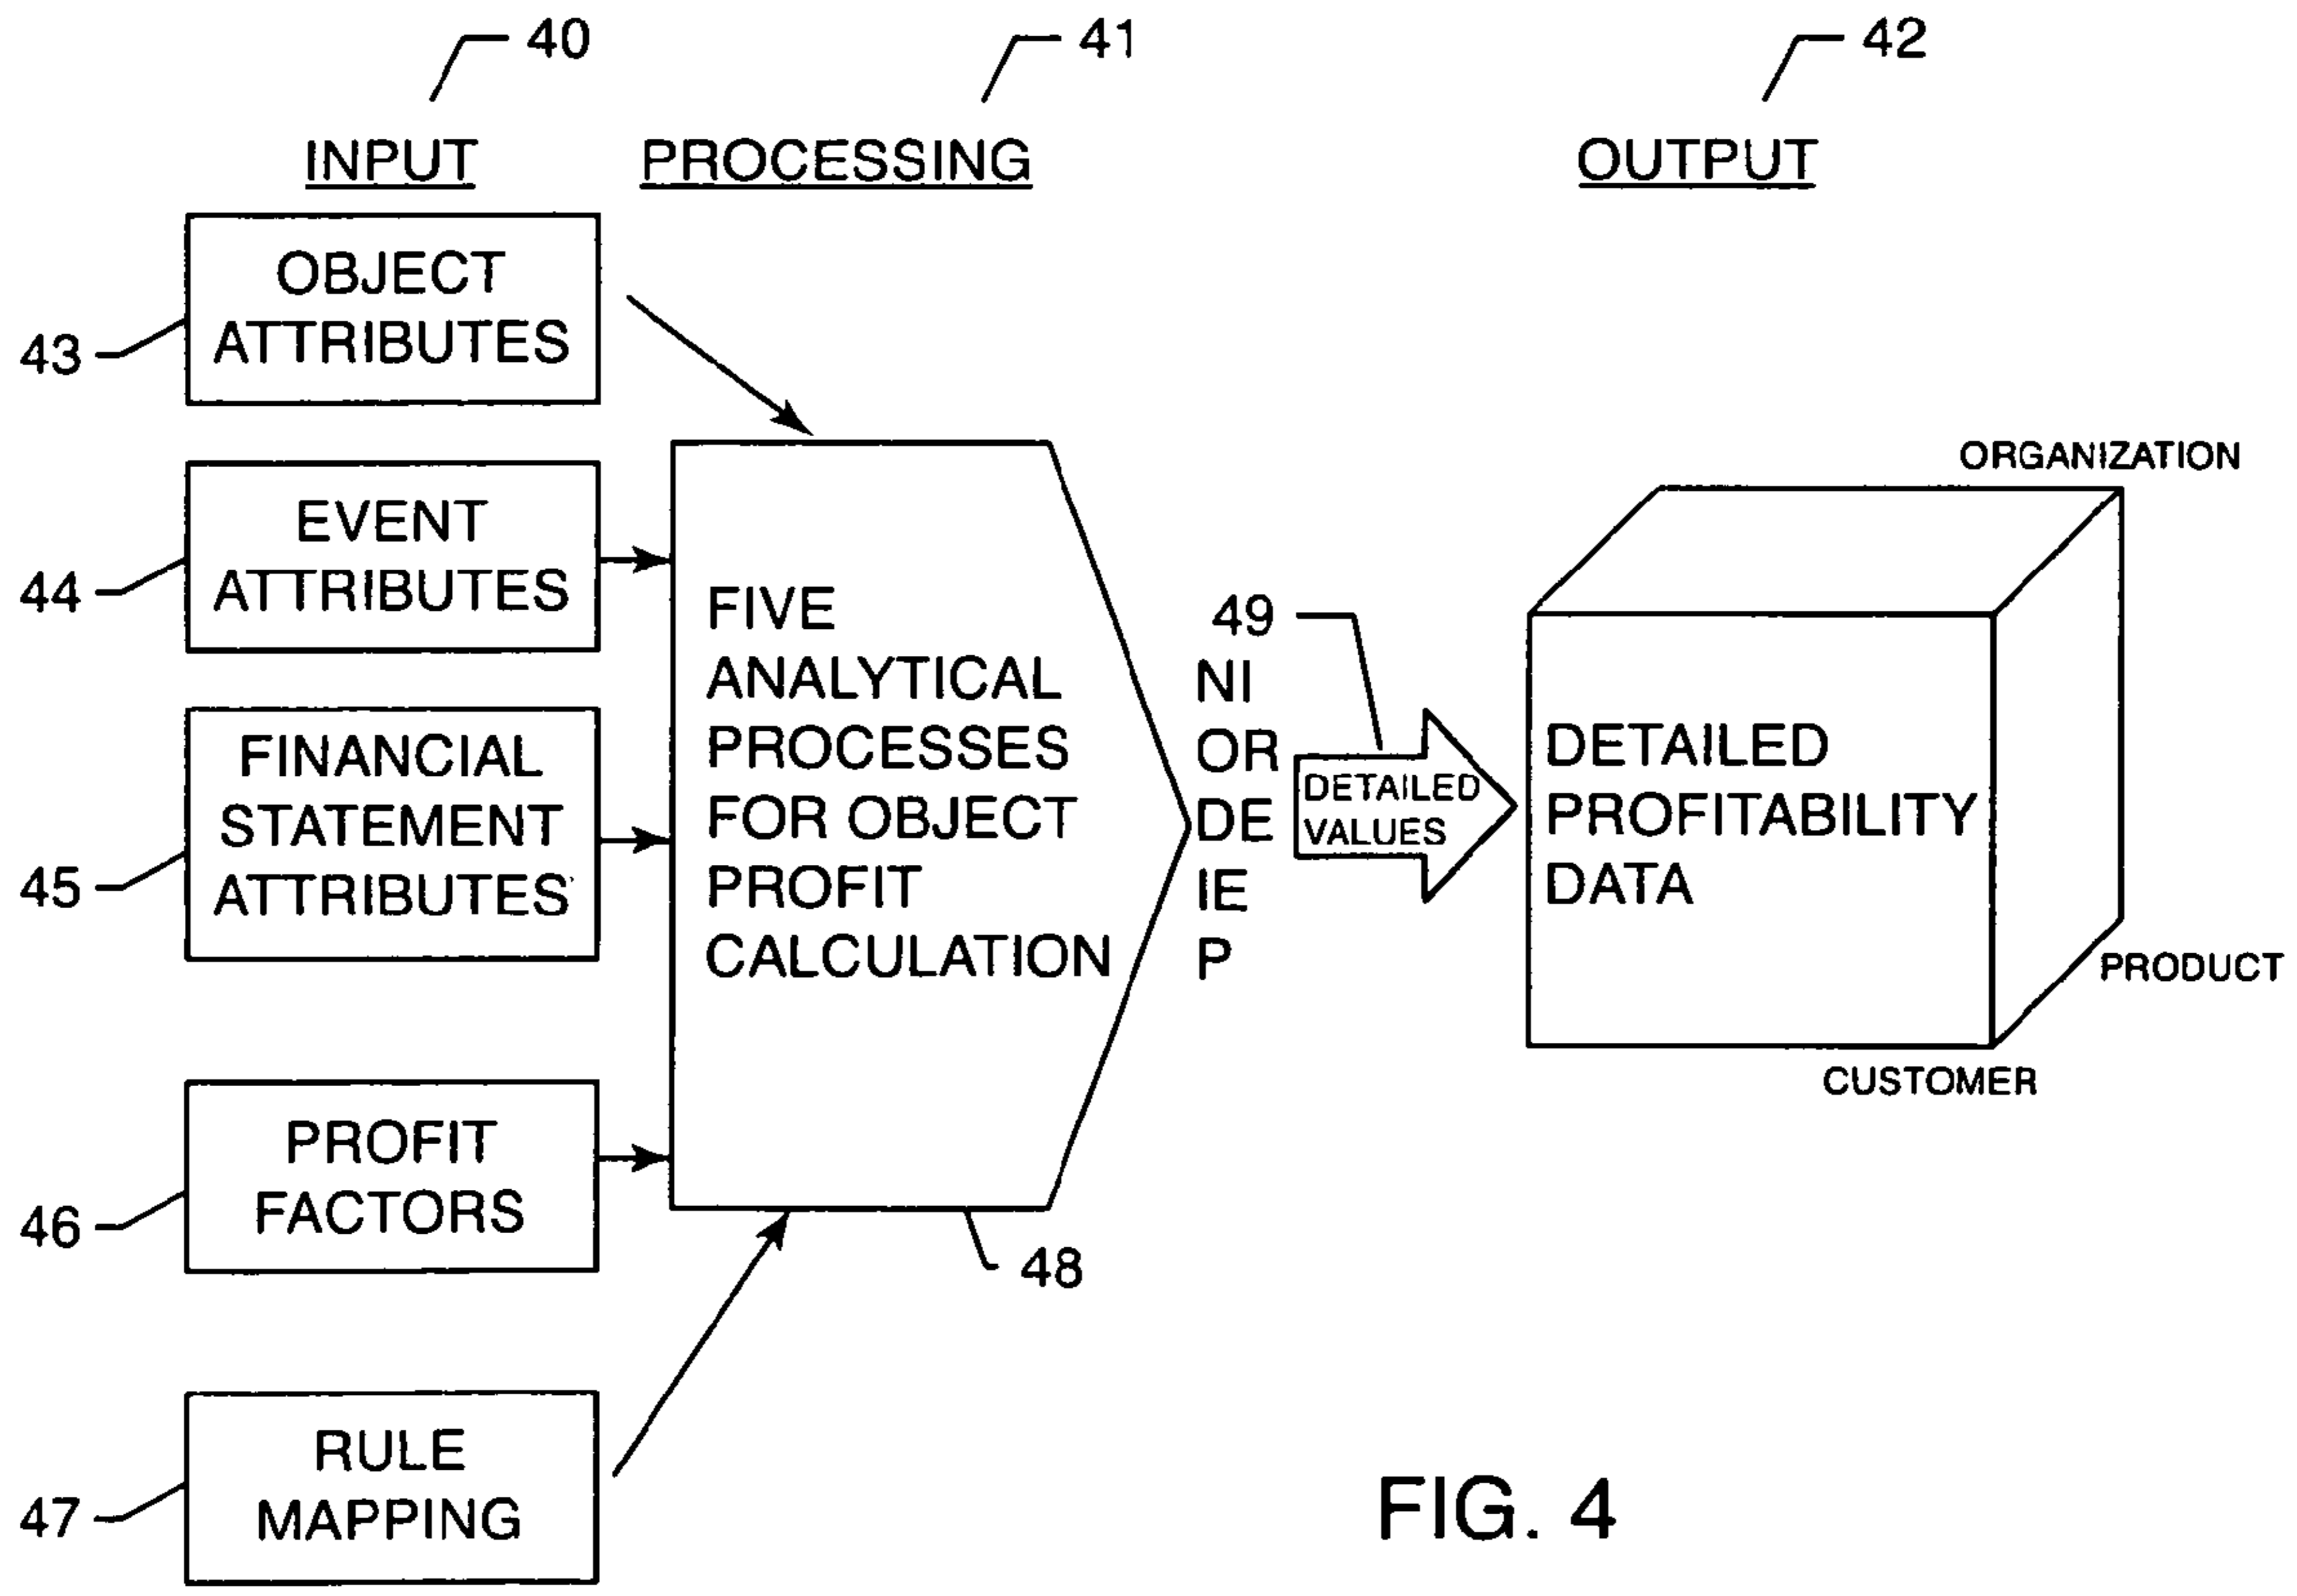 40
41
42
INPUT
PROCESSING
OUTPUT
OBJECT
ATTRIBUTES
43
EVENT
ATTRIBUTES
44
FINANCIAL
STATEMENT
ATTRIBUTES
45
PROFIT
FACTORS
46
RULE
MAPPING
47
FIVE
ANALYTICAL
PROCESSES
FOR OBJECT
PROFIT
CALCULATION
48
NI
OR
DE
IE
P
49
DETAILED
VALUES
ORGANIZATION
DETAILED
PROFITABILITY
DATA
PRODUCT
CUSTOMER
FIG. 4